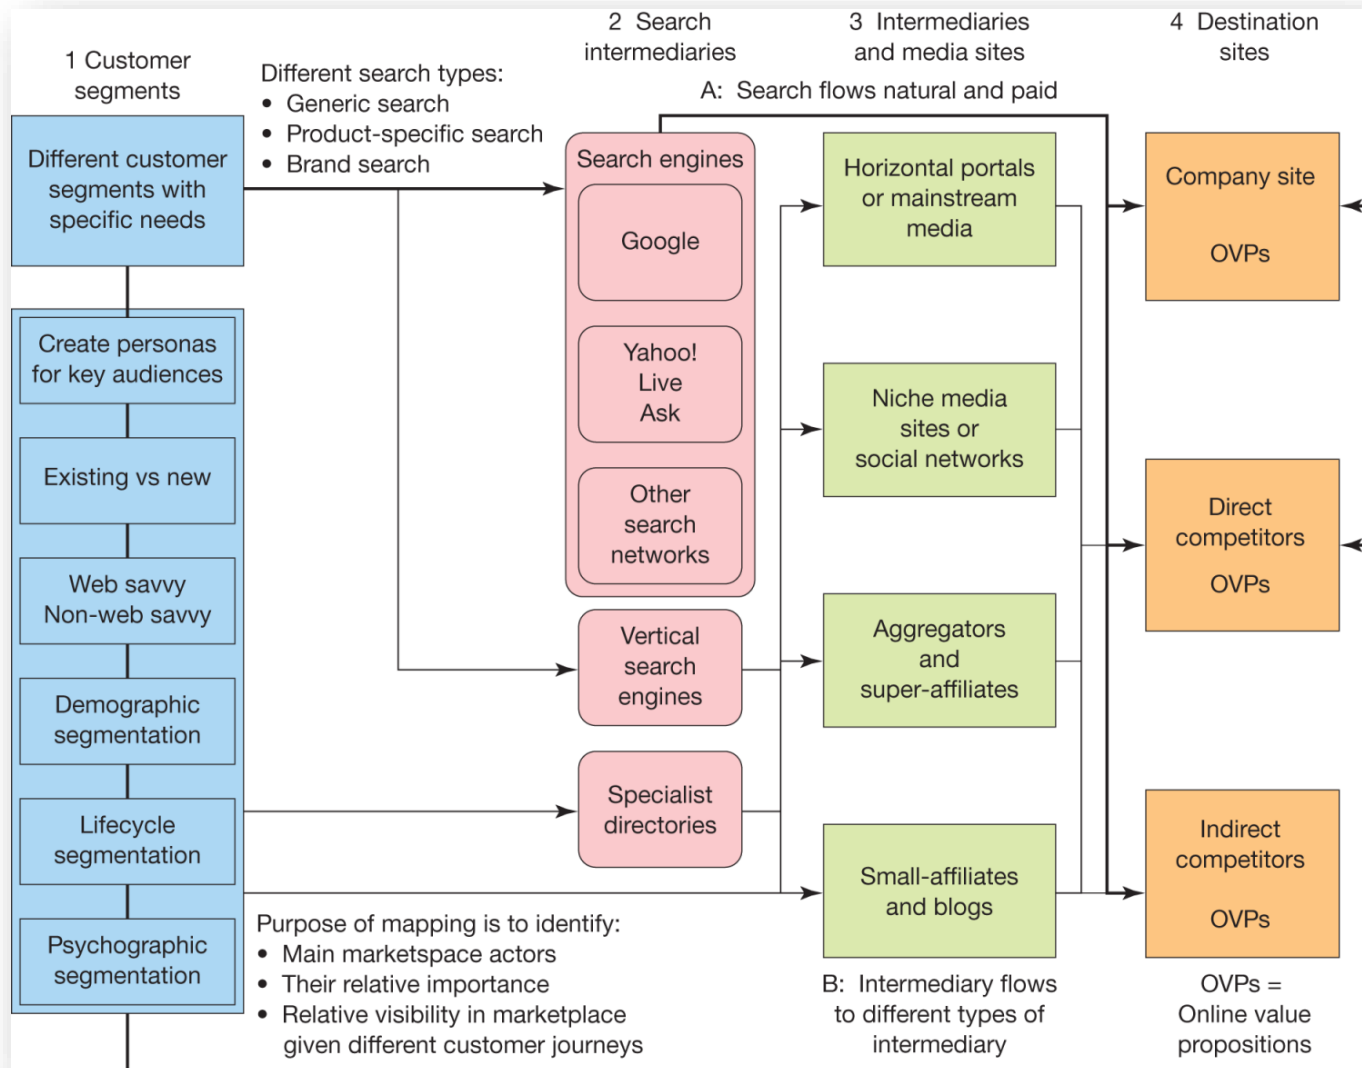 1 Customer
segments
Different search types:
• Generic search
• Product-specific search
• Brand search
2 Search
intermediaries
3 Intermediaries
and media sites
4 Destination
sites
A: Search flows natural and paid
Different customer
segments with
specific needs
Create personas
for key audiences
Existing vs new
Web savvy
Non-web savvy
Demographic
segmentation
Lifecycle
segmentation
Psychographic
segmentation
Search engines
Google
Yahoo!
Live
Ask
Other
search
networks
Vertical
search
engines
Specialist
directories
Horizontal portals
or mainstream
media
Niche media
sites or
social networks
Aggregators
and
super-affiliates
Small-affiliates
and blogs
Company site
OVPs
Direct
competitors
OVPs
Indirect
competitors
OVPs
Purpose of mapping is to identify:
• Main marketspace actors
• Their relative importance
• Relative visibility in marketplace
given different customer journeys
B: Intermediary flows
to different types of
intermediary
OVPs =
Online value
propositions